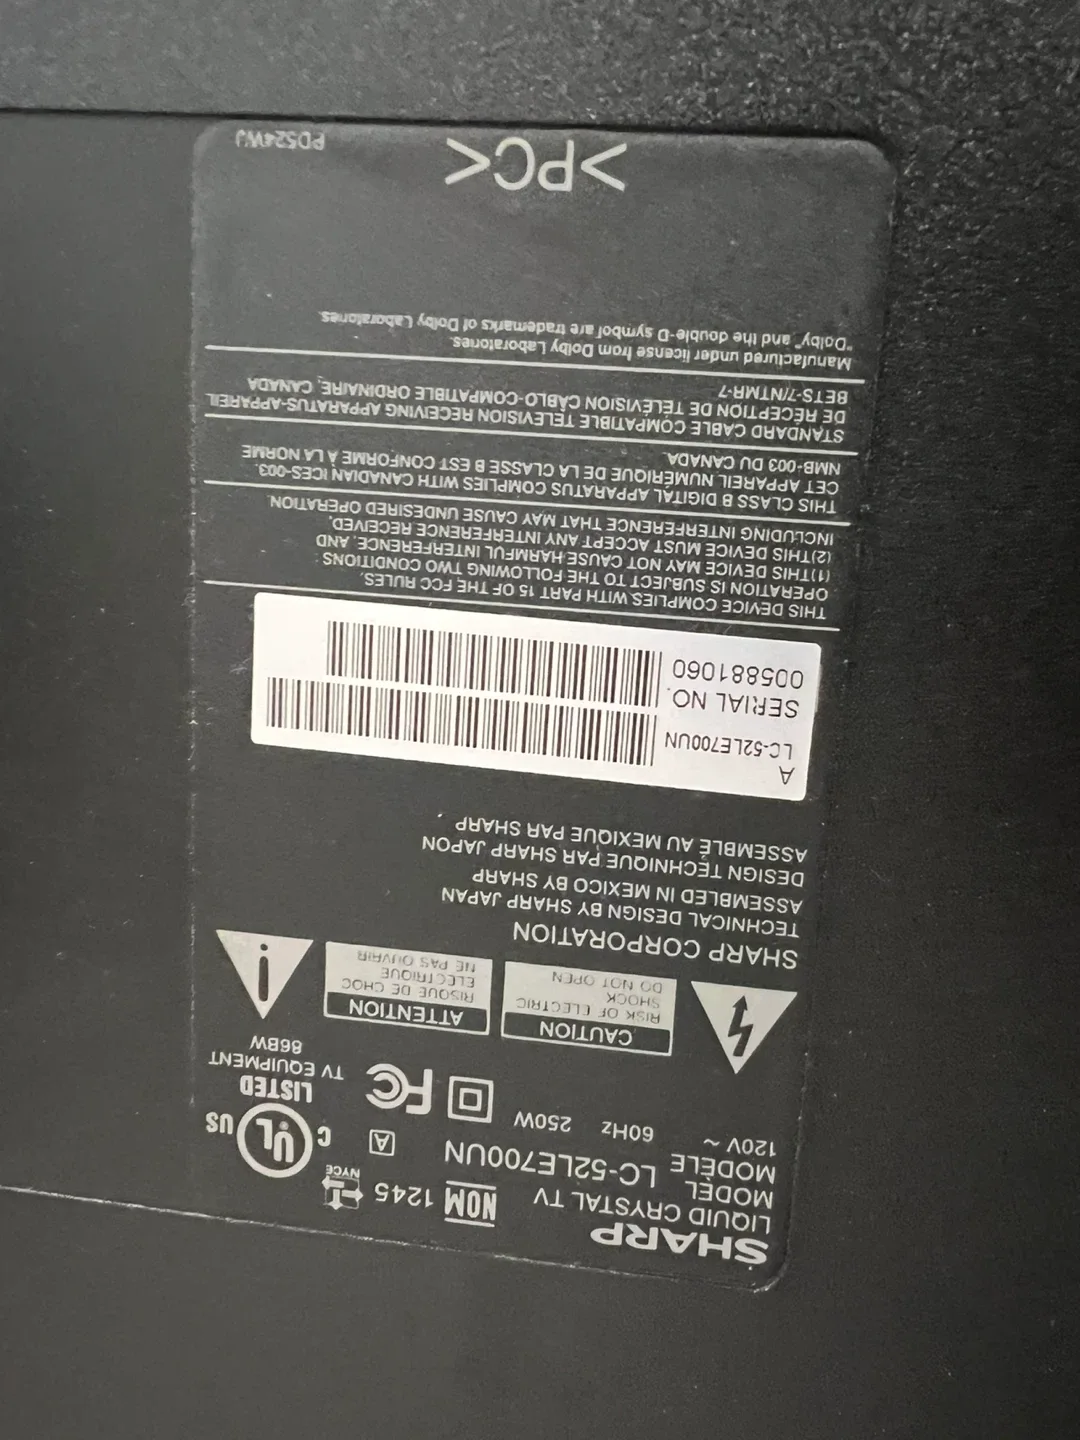 SHARP
LIQUID CRYSTAL TV
MODEL
MODÈLE LC-52LE700UN
120V ~ 60Hz 250W
NOM 1245
NYCE
A
C UL US
LISTED
TV EQUIPMENT
86BW
FC
CAUTION
RISK OF ELECTRIC
SHOCK
DO NOT OPEN
ATTENTION
RISQUE DE CHOC
ELECTRIQUE
NE PAS OUVRIR
i
SHARP CORPORATION
TECHNICAL DESIGN BY SHARP JAPAN
ASSEMBLED IN MEXICO BY SHARP
DESIGN TECHNIQUE PAR SHARP JAPON
ASSEMBLÉ AU MEXIQUE PAR SHARP
A
LC-52LE700UN
SERIAL NO.
005881060
THIS DEVICE COMPLIES WITH PART 15 OF THE FCC RULES.
OPERATION IS SUBJECT TO THE FOLLOWING TWO CONDITIONS:
(1)THIS DEVICE MAY NOT CAUSE HARMFUL INTERFERENCE, AND
(2)THIS DEVICE MUST ACCEPT ANY INTERFERENCE RECEIVED,
INCLUDING INTERFERENCE THAT MAY CAUSE UNDESIRED OPERATION.
THIS CLASS B DIGITAL APPARATUS COMPLIES WITH CANADIAN ICES-003.
CET APPAREIL NUMÉRIQUE DE LA CLASSE B EST CONFORME À LA NORME
NMB-003 DU CANADA.
STANDARD CABLE COMPATIBLE TELEVISION RECEIVING APPARATUS-APPAREIL
DE RÉCEPTION DE TÉLÉVISION CÂBLO-COMPATIBLE ORDINAIRE, CANADA
BETS-7/NTMR-7
Manufactured under license from Dolby Laboratories.
"Dolby" and the double-D symbol are trademarks of Dolby Laboratories.
>PC<
PD524WJ